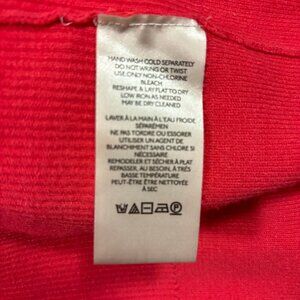 HAND WASH COLD SEPARATELY
DO NOT WRING OR TWIST
USE ONLY NON-CHLORINE
BLEACH
RESHAPE & LAY FLAT TO DRY
LOW IRON AS NEEDED
MAY BE DRY CLEANED
LAVER À LA MAIN À L'EAU FROIDE
SÉPARÉMEN
NE PAS TORDRE OU ESSORER
UTILISER UN AGENT DE
BLANCHIMENT SANS CHLORE SI
NÉCESSAIRE
REMODELER ET SÉCHER À PLAT
REPASSER, AU BESOIN, À TRÈS
BASSE TEMPÉRATURE
PEUT-ÊTRE ÊTRE NETTOYÉE
À SEC